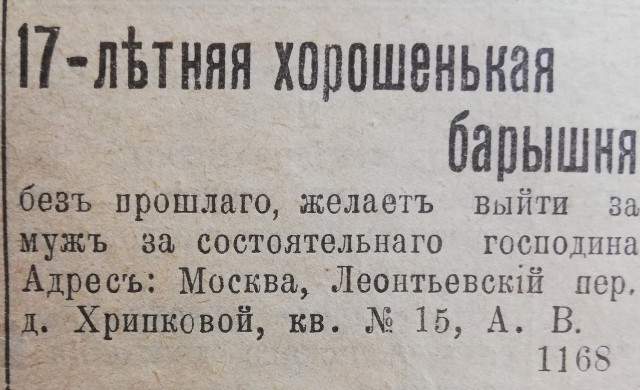 17-лѣтняя хорошенькая
барышня
безъ прошлаго, желаетъ выйти за
мужъ за состоятельнаго господина
Адресъ: Москва, Леонтьевскій пер.
д. Хрипковой, кв. № 15, А. В.
1168